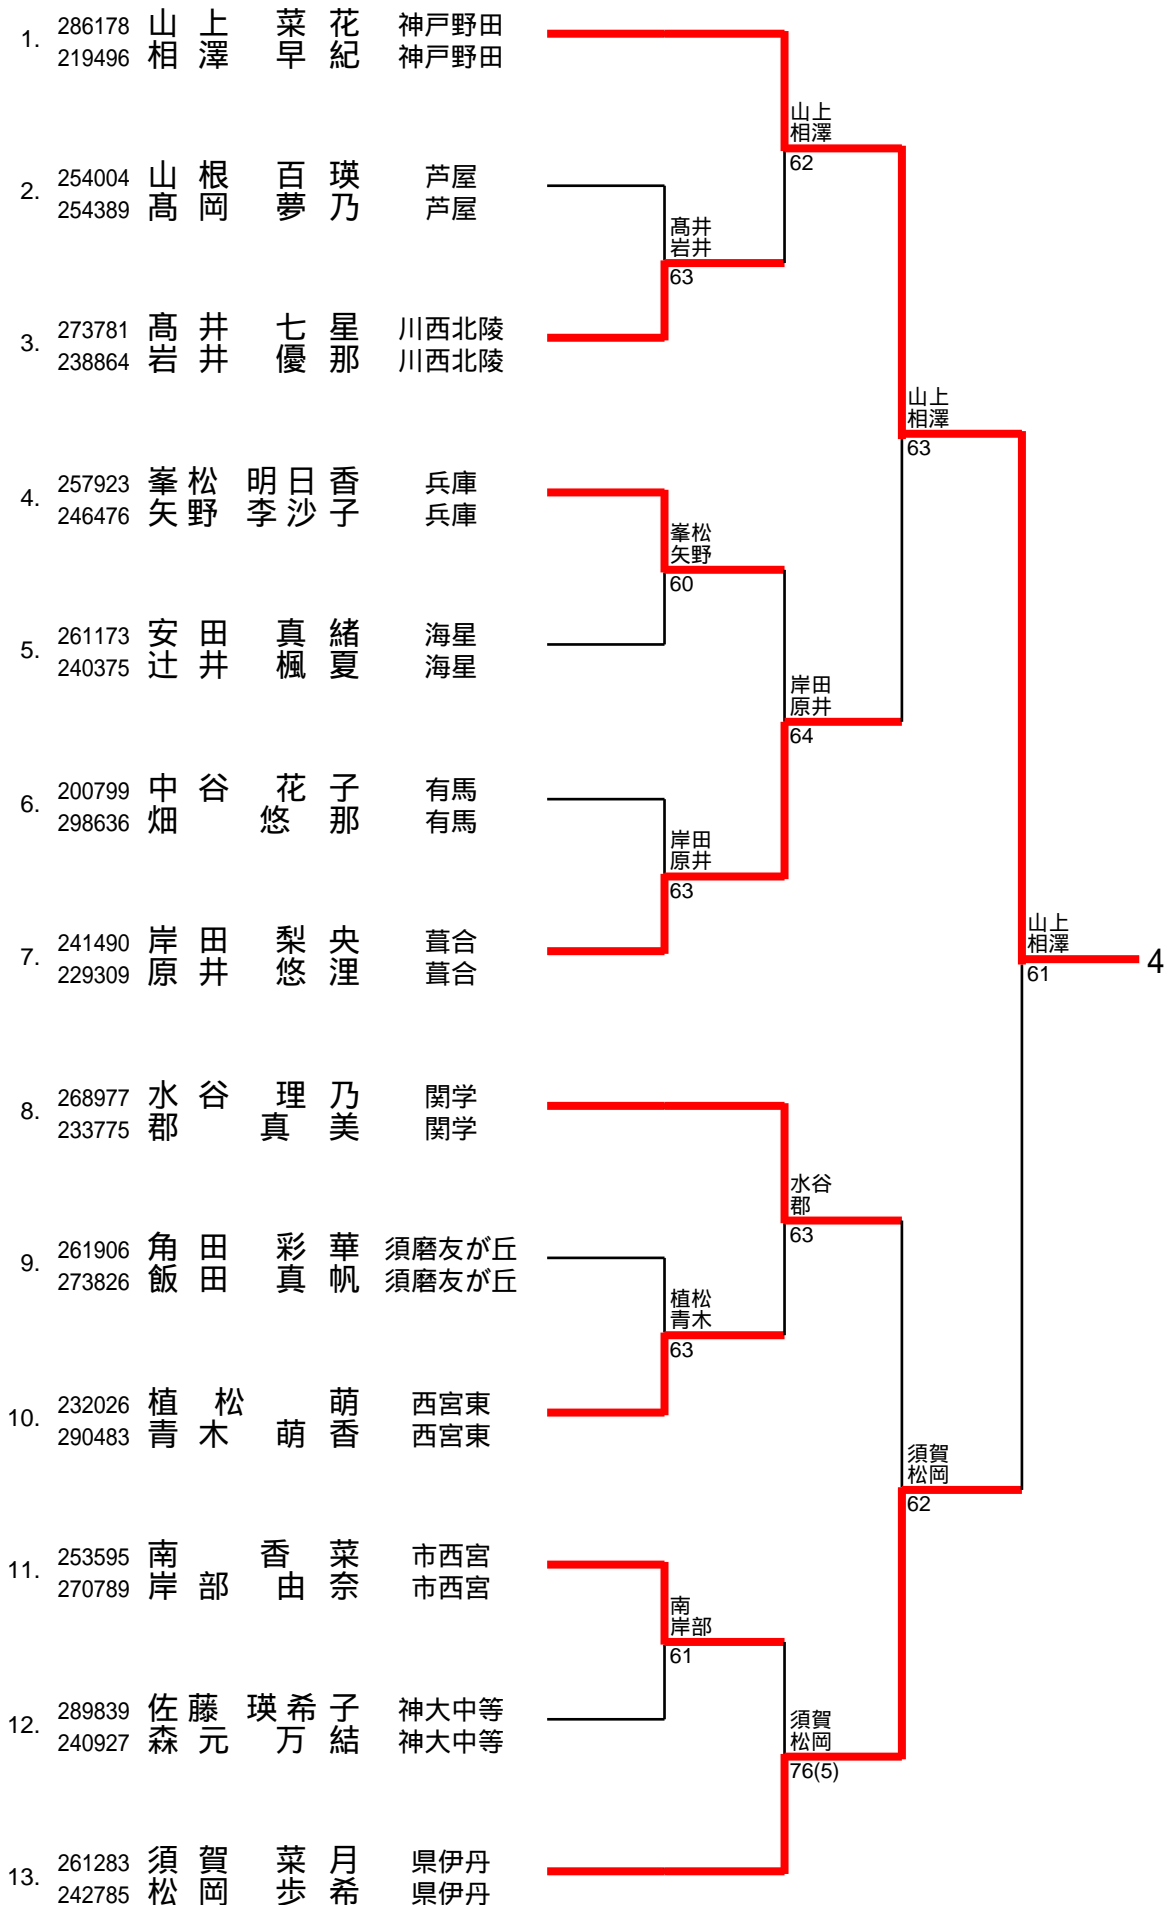 1. 286178 山上 菜花 神戸野田
219496 相澤 早紀 神戸野田
山上
相澤
62
2. 254004 山根 百瑛 芦屋
254389 髙岡 夢乃 芦屋
髙井
岩井
63
3. 273781 髙井 七星 川西北陵
238864 岩井 優那 川西北陵
山上
相澤
63
4. 257923 峯松 明日香 兵庫
246476 矢野 李沙子 兵庫
峯松
矢野
60
5. 261173 安田 真緒 海星
240375 辻井 楓夏 海星
岸田
原井
64
6. 200799 中谷 花子 有馬
298636 畑 悠那 有馬
岸田
原井
63
7. 241490 岸田 梨央 葺合
229309 原井 悠浬 葺合
山上
相澤
61
4
8. 268977 水谷 理乃 関学
233775 郡 真美 関学
水谷
郡
63
9. 261906 角田 彩華 須磨友が丘
273826 飯田 真帆 須磨友が丘
植松
青木
63
10. 232026 植松 萌 西宮東
290483 青木 萌香 西宮東
須賀
松岡
62
11. 253595 南 香菜 市西宮
270789 岸部 由奈 市西宮
南
岸部
61
12. 289839 佐藤 瑛希子 神大中等
240927 森元 万結 神大中等
須賀
松岡
76(5)
13. 261283 須賀 菜月 県伊丹
242785 松岡 歩希 県伊丹